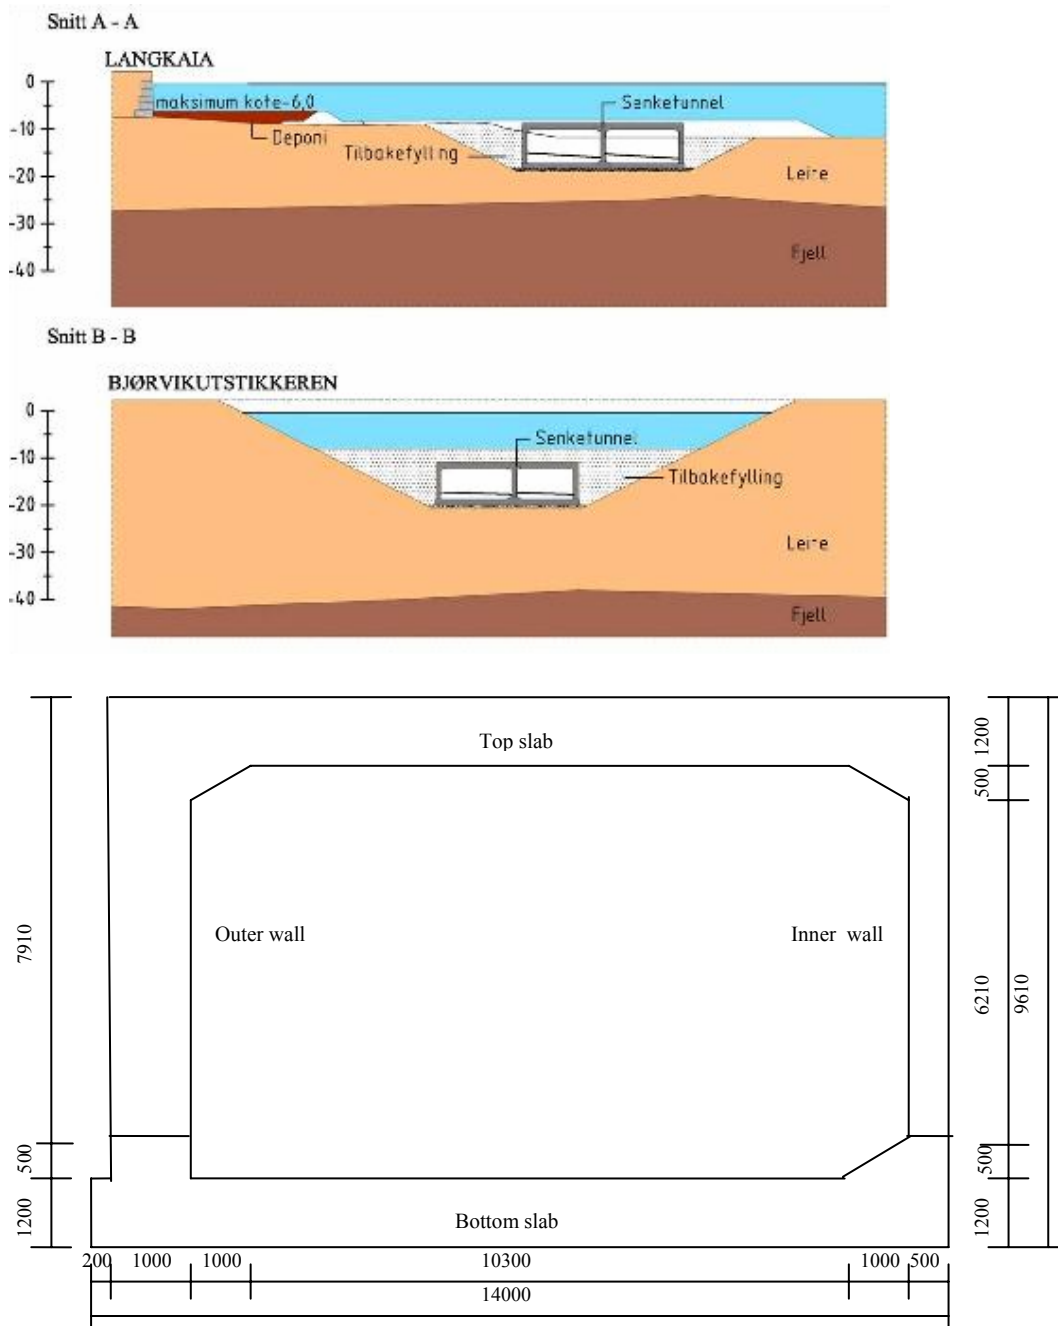 Snitt A - A
LANGKAIA
0
-10
-20
-30
-40
maksimum kote-6,0
Deponi
Tilbakefylling
Senketunnel
Leire
Fjell
Snitt B - B
BJØRVIKUTSTIKKEREN
0
-10
-20
-30
-40
Senketunnel
Tilbakefylling
Leire
Fjell
Top slab
Outer wall
Inner wall
Bottom slab
7910
500
1200
1200
500
6210
9610
500
1200
200
1000
1000
10300
1000
500
14000